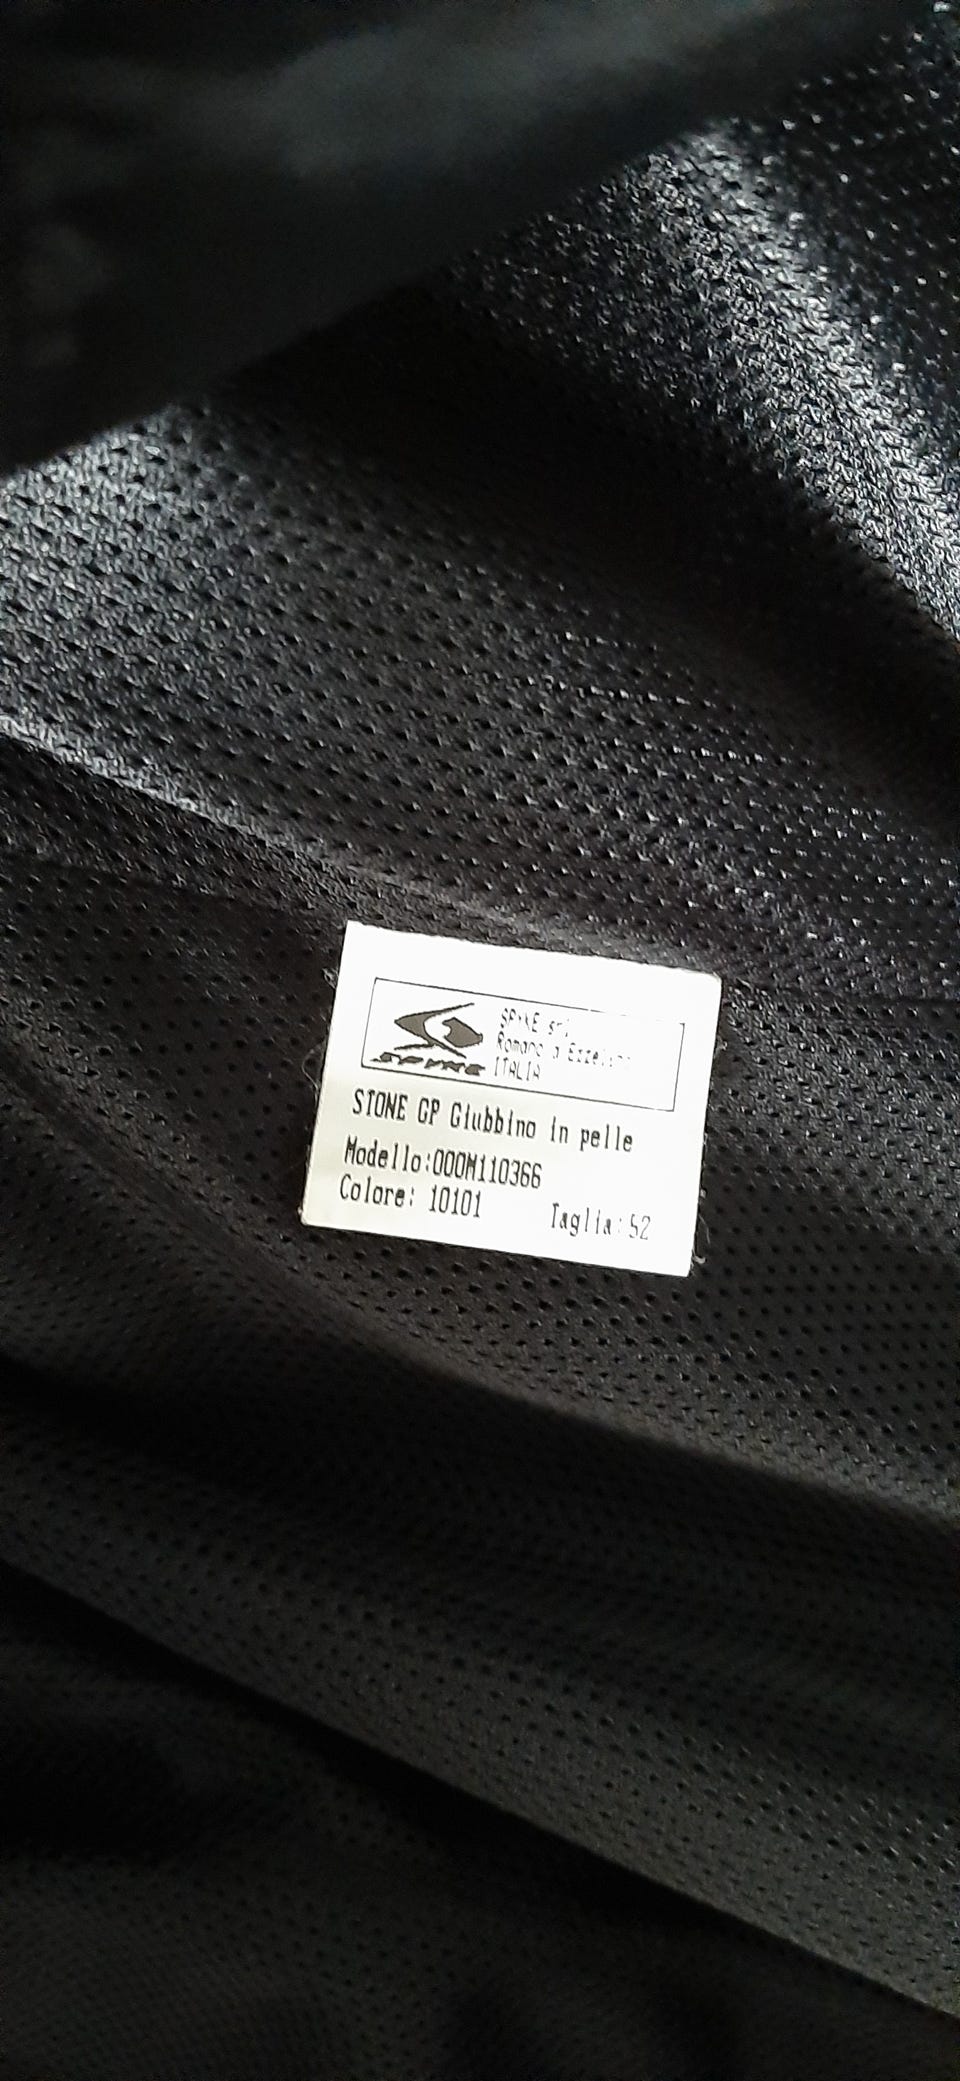 SPYKE
SPYKE srl
Romano d Ezzelino
ITALIA
STONE GP Giubbino in pelle
Modello:000M110366
Colore: 10101
Taglia: 52